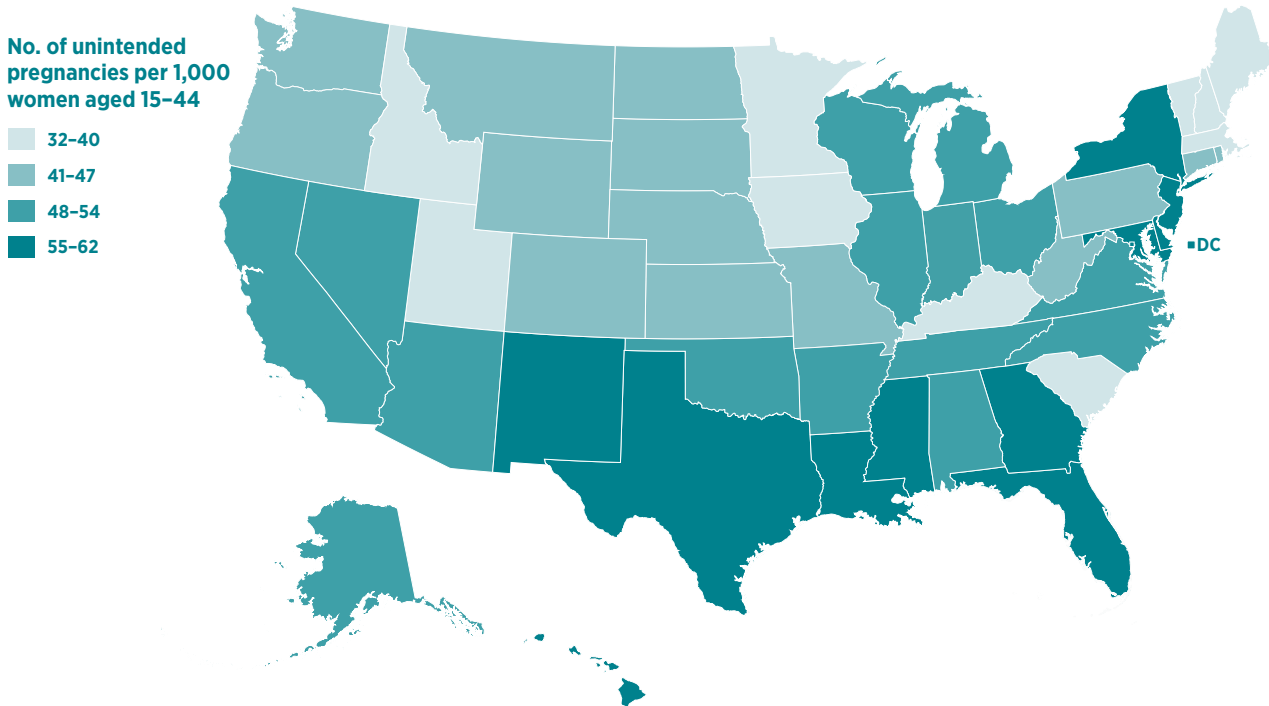 No. of unintended
pregnancies per 1,000
women aged 15–44
32–40
41–47
48–54
55–62
DC